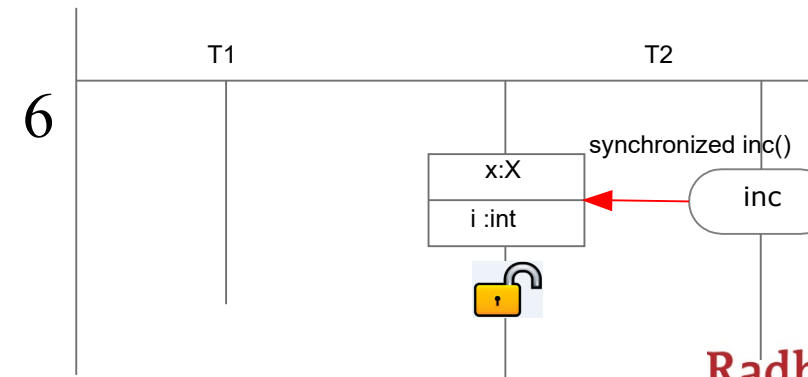 T1
T2
6
synchronized inc()
x:X
inc
i :int